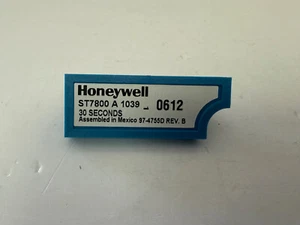 Honeywell
ST7800 A 1039 0612
30 SECONDS
Assembled in Mexico 97-4755D REV. B